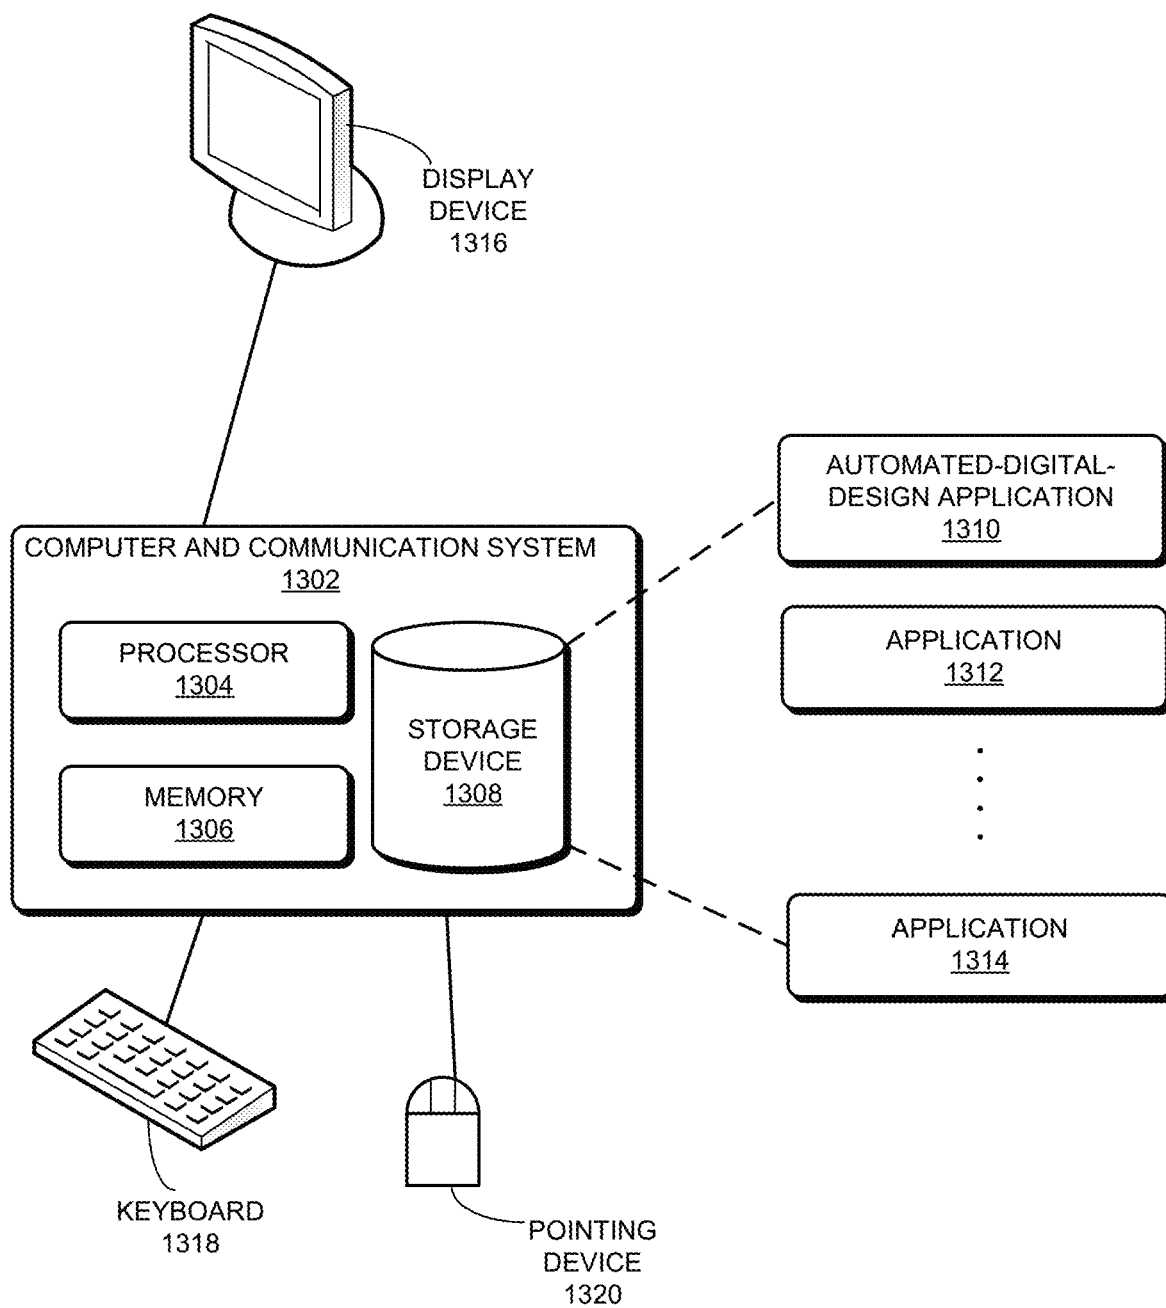 DISPLAY
DEVICE
1316
AUTOMATED-DIGITAL-
DESIGN APPLICATION
1310
COMPUTER AND COMMUNICATION SYSTEM
1302
PROCESSOR
1304
APPLICATION
1312
STORAGE
DEVICE
1308
MEMORY
1306
APPLICATION
1314
KEYBOARD
1318
POINTING
DEVICE
1320